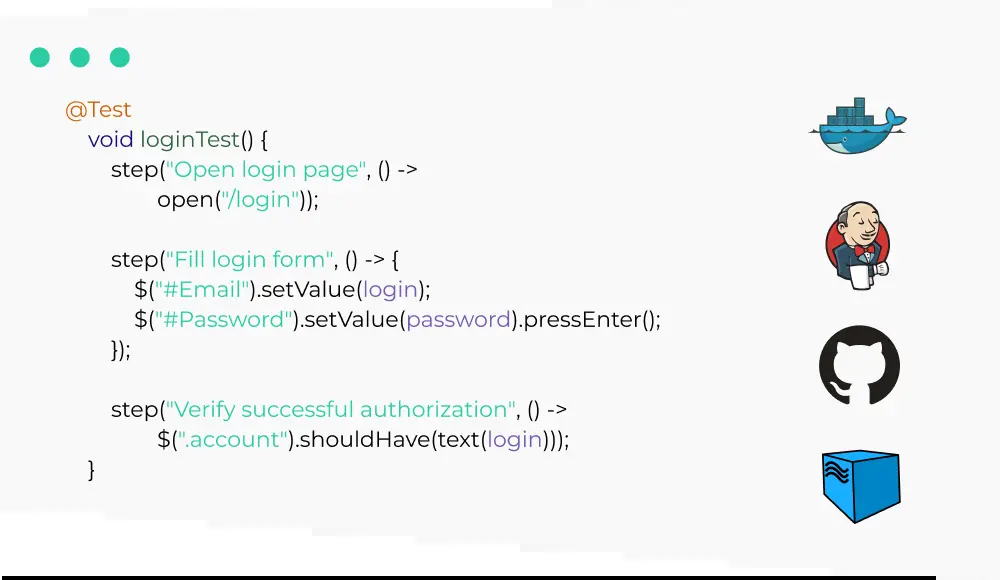 @Test
void loginTest() {
step("Open login page", () ->
open("/login"));
step("Fill login form", () -> {
$("#Email").setValue(login);
$("#Password").setValue(password).pressEnter();
});
step("Verify successful authorization", () ->
$(".account").shouldHave(text(login)));
}